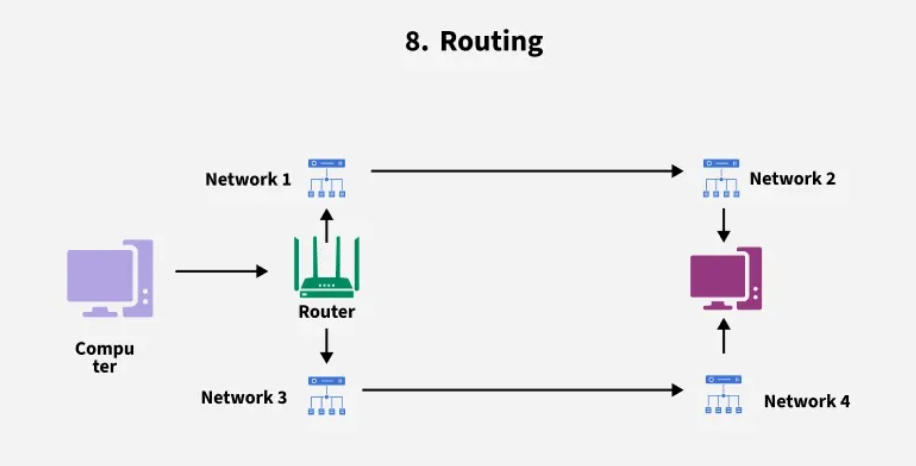 8. Routing
Network 1
Network 2
Router
Compu
ter
Network 3
Network 4